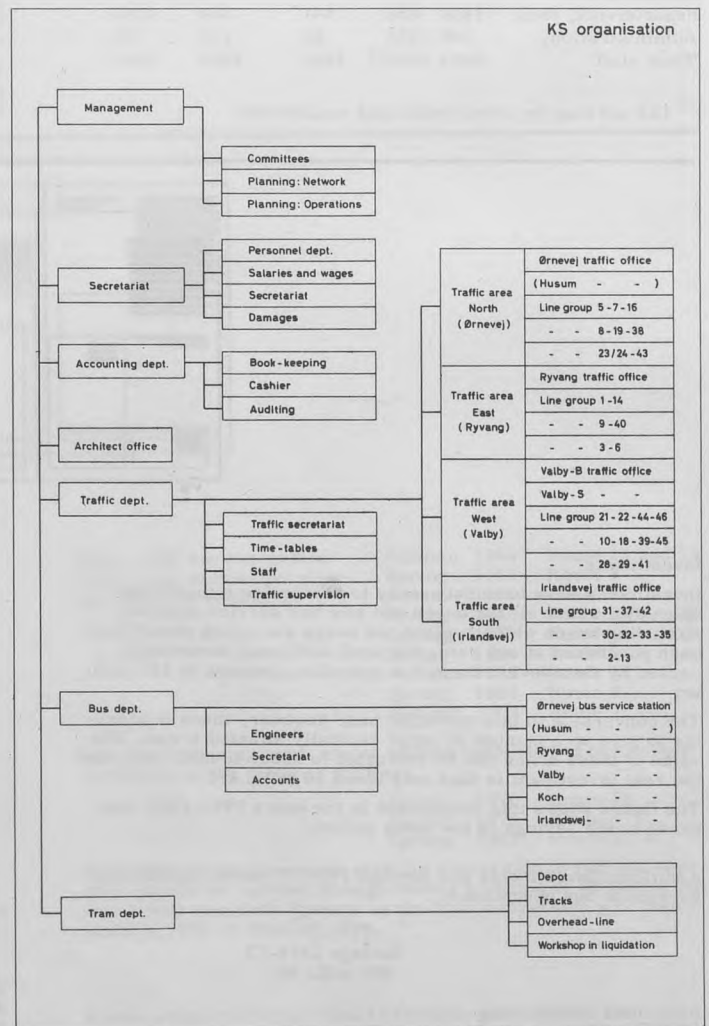 KS organisation
Management
Committees
Planning: Network
Planning: Operations
Secretariat
Personnel dept.
Salaries and wages
Secretariat
Damages
Accounting dept.
Book-keeping
Cashier
Auditing
Architect office
Traffic dept.
Traffic secretariat
Time-tables
Staff
Traffic supervision
Traffic area
North
(Ørnevej)
Ørnevej traffic office
(Husum - - )
Line group 5-7-16
- - 8-19-38
- - 23/24-43
Traffic area
East
(Ryvang)
Ryvang traffic office
Line group 1-14
- - 9-40
- - 3-6
Traffic area
West
(Valby)
Valby-B traffic office
Valby-S - -
Line group 21-22-44-46
- - 10-18-39-45
- - 28-29-41
Traffic area
South
(Irlandsvej)
Irlandsvej traffic office
Line group 31-37-42
- - 30-32-33-35
- - 2-13
Bus dept.
Engineers
Secretariat
Accounts
Ørnevej bus service station
(Husum - - - )
Ryvang - - -
Valby - - -
Koch - - -
Irlandsvej- - - -
Tram dept.
Depot
Tracks
Overhead-line
Workshop in liquidation